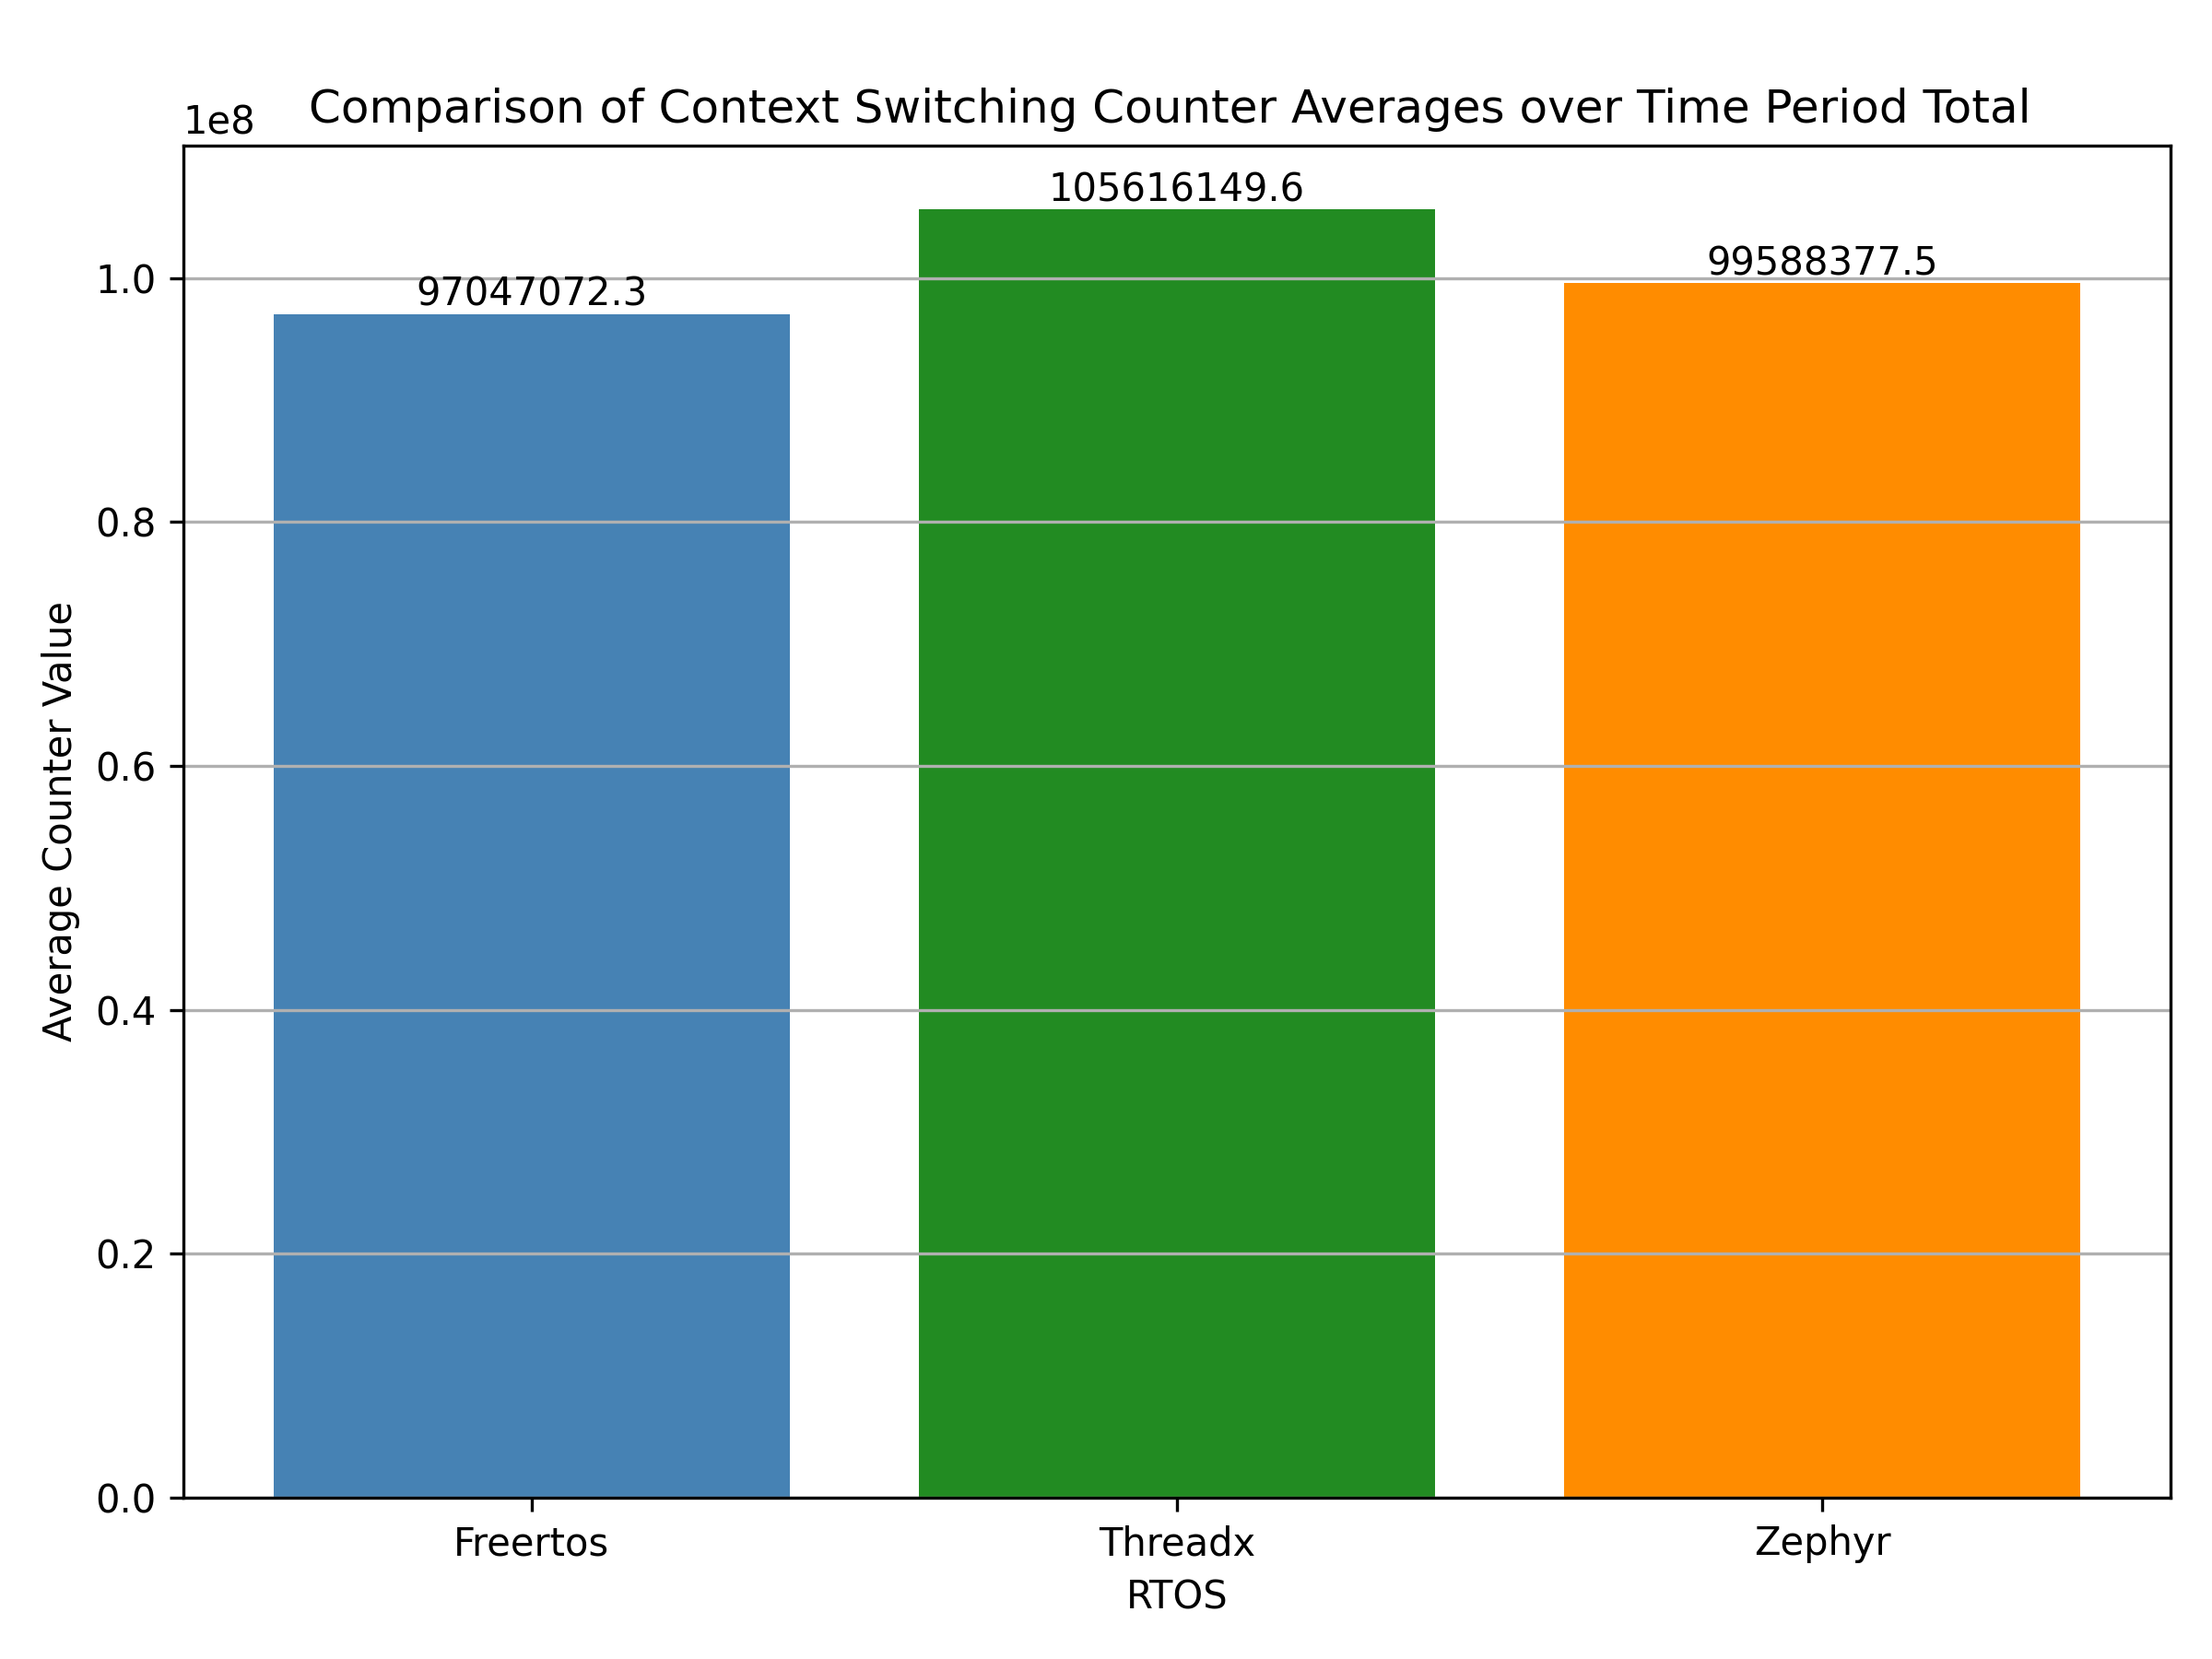 Comparison of Context Switching Counter Averages over Time Period Total
1e8
105616149.6
99588377.5
97047072.3
1.0
0.8
0.6
0.4
0.2
0.0
Average Counter Value
Freertos
Threadx
Zephyr
RTOS